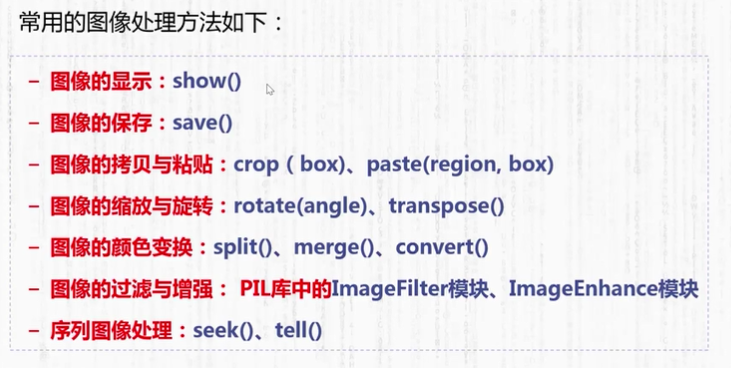 常用的图像处理方法如下：
– 图像的显示：show()
– 图像的保存：save()
– 图像的拷贝与粘贴：crop（box)、paste(region, box)
– 图像的缩放与旋转：rotate(angle)、transpose()
– 图像的颜色变换：split()、merge()、convert()
– 图像的过滤与增强： PIL库中的ImageFilter模块、ImageEnhance模块
– 序列图像处理：seek()、tell()